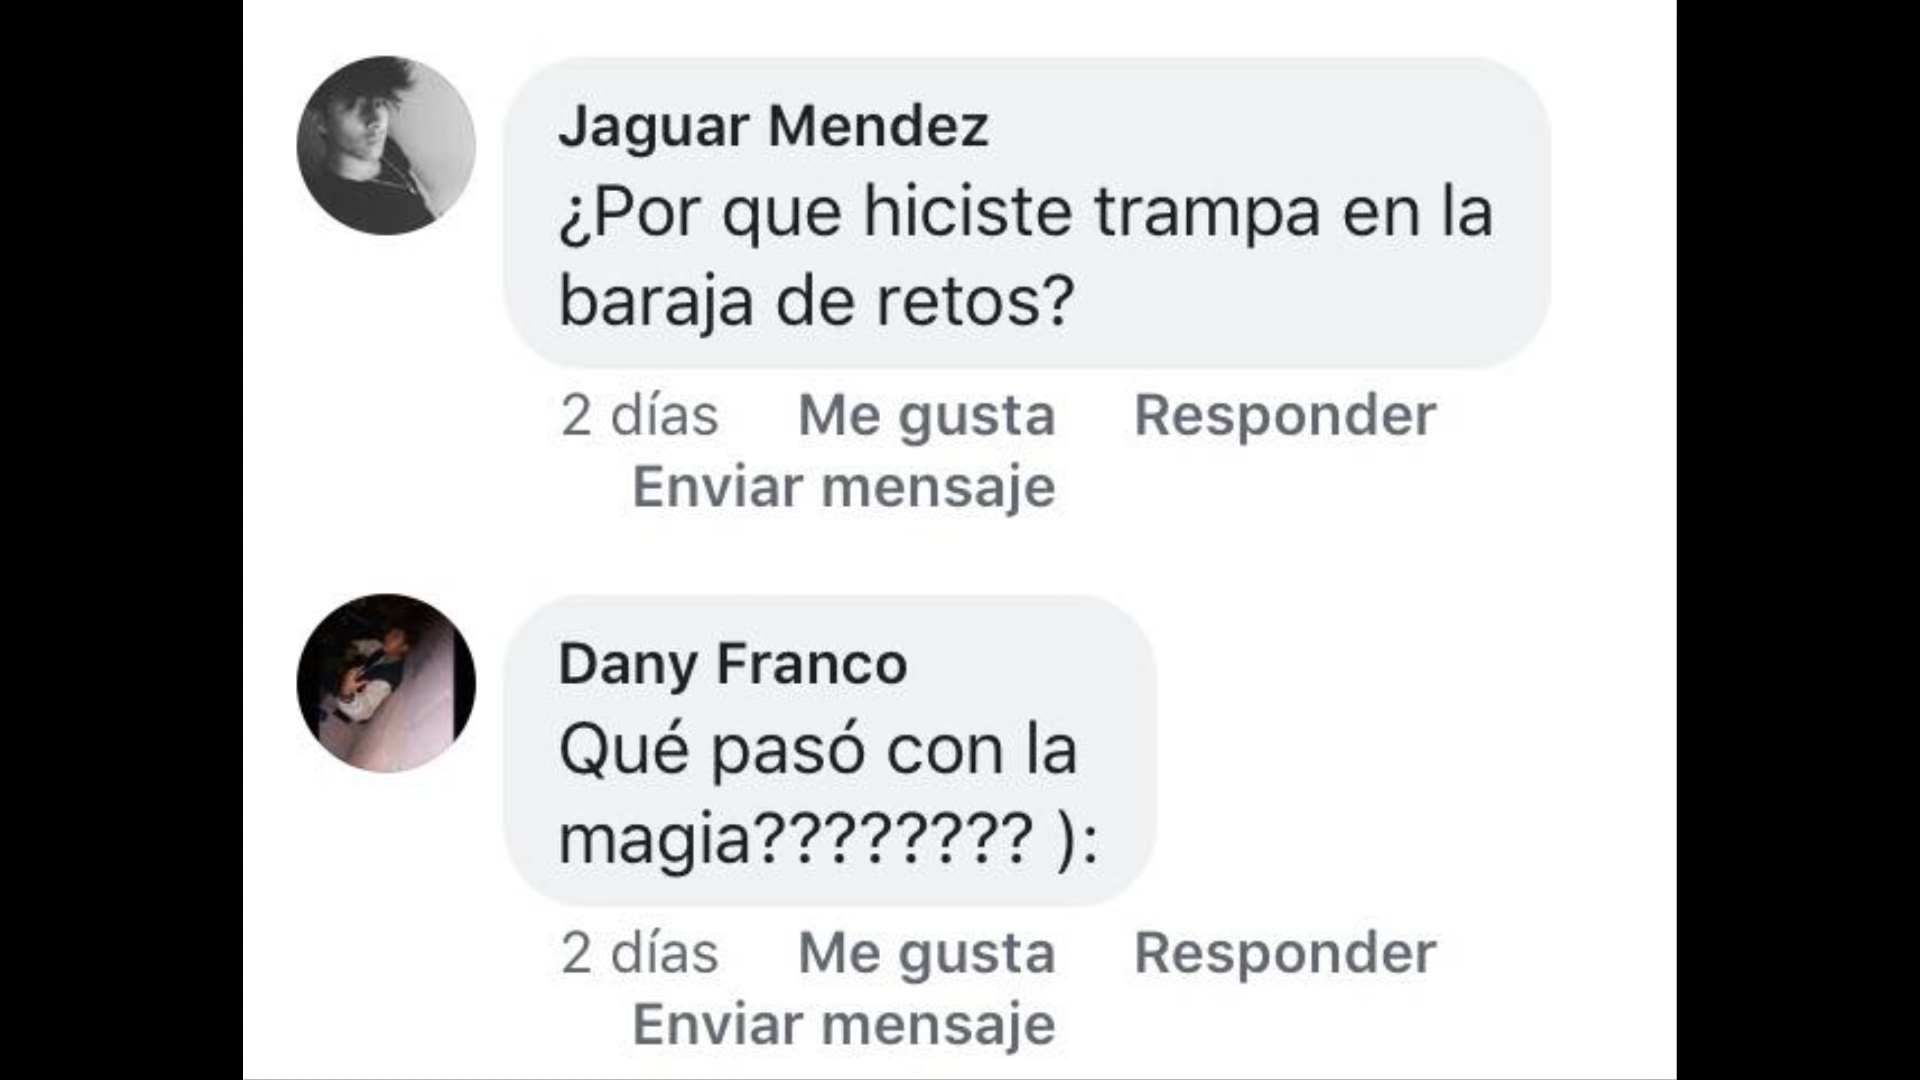 Jaguar Mendez
¿Por que hiciste trampa en la
baraja de retos?
2 días Me gusta Responder
Enviar mensaje
Dany Franco
Qué pasó con la
magia???????? ):
2 días Me gusta Responder
Enviar mensaje